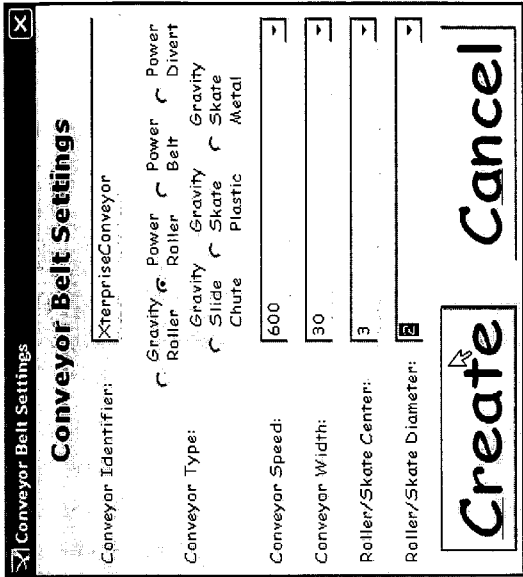 Conveyor Belt Settings
Conveyor Belt Settings
Conveyor Identifier: XterpriseConveyor
Conveyor Type:
Gravity Roller
Power Roller
Power Belt
Power Divert
Gravity Slide Chute
Gravity Skate Plastic
Gravity Skate Metal
Conveyor Speed: 600
Conveyor Width: 30
Roller/Skate Center: 3
Roller/Skate Diameter: 2
Create Cancel